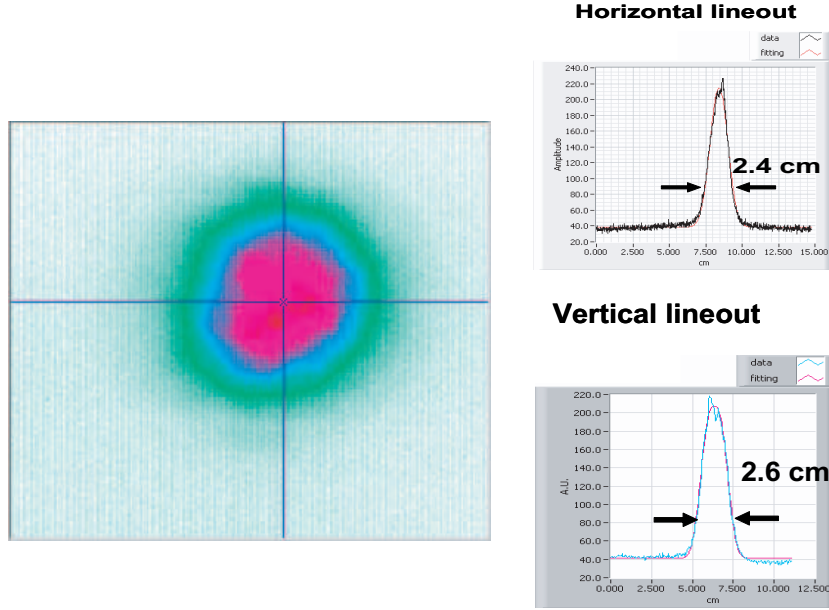 Horizontal lineout
data
fitting
240.0
220.0
200.0
180.0
160.0
140.0
120.0
100.0
80.0
60.0
40.0
20.0
Amplitude
2.4 cm
0.000 2.500 5.000 7.500 10.000 12.500 15.000
cm
Vertical lineout
data
fitting
220.0
200.0
180.0
160.0
140.0
120.0
100.0
80.0
60.0
40.0
20.0
A.U.
2.6 cm
0.000 2.500 5.000 7.500 10.000 12.500
cm